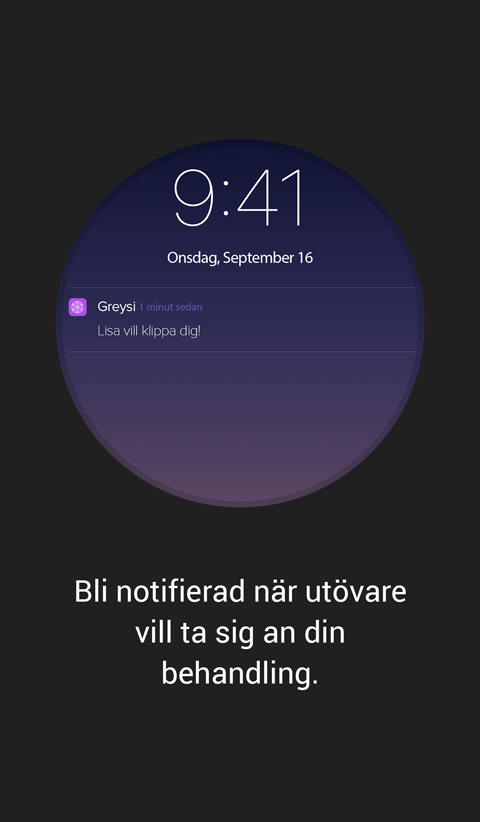 9:41
Onsdag, September 16
Greysi 1 minut sedan
Lisa vill klippa dig!
Bli notifierad när utövare
vill ta sig an din
behandling.